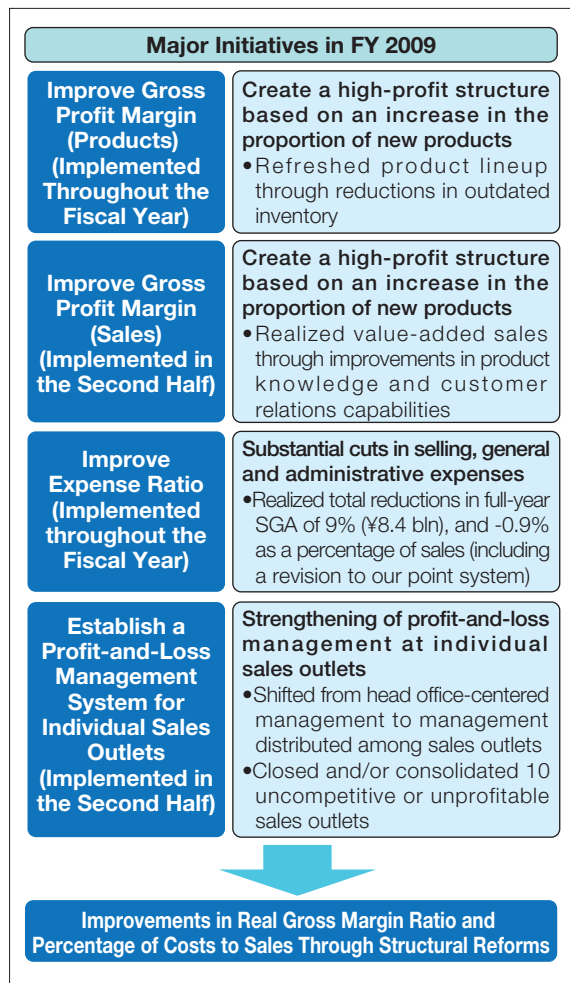 Major Initiatives in FY 2009
Improve Gross
Profit Margin
(Products)
(Implemented
Throughout the
Fiscal Year)
Create a high-profit structure
based on an increase in the
proportion of new products
•Refreshed product lineup
through reductions in outdated
inventory
Improve Gross
Profit Margin
(Sales)
(Implemented in
the Second Half)
Create a high-profit structure
based on an increase in the
proportion of new products
•Realized value-added sales
through improvements in product
knowledge and customer
relations capabilities
Improve
Expense Ratio
(Implemented
throughout the
Fiscal Year)
Substantial cuts in selling, general
and administrative expenses
•Realized total reductions in full-year
SGA of 9% (¥8.4 bln), and -0.9%
as a percentage of sales (including
a revision to our point system)
Establish a
Profit-and-Loss
Management
System for
Individual Sales
Outlets
(Implemented in
the Second Half)
Strengthening of profit-and-loss
management at individual
sales outlets
•Shifted from head office-centered
management to management
distributed among sales outlets
•Closed and/or consolidated 10
uncompetitive or unprofitable
sales outlets
Improvements in Real Gross Margin Ratio and
Percentage of Costs to Sales Through Structural Reforms